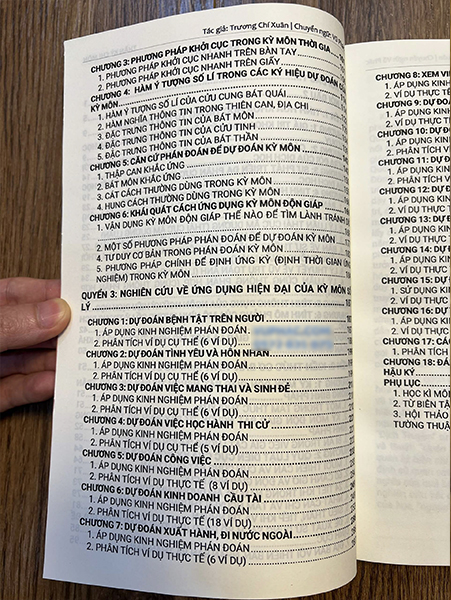 Tác giả: Trương Chí Xuân | Chuyển ngữ:
CHƯƠNG 3: PHƯƠNG PHÁP KHỞI CỤC TRONG KỲ MÔN THỜI GIA
1. PHƯƠNG PHÁP KHỞI CỤC NHANH TRÊN BÀN TAY
2. PHƯƠNG PHÁP KHỞI CỤC NHANH TRÊN GIẤY
CHƯƠNG 4: HÀM Ý TƯỢNG SỐ LÍ TRONG CÁC KÝ HIỆU DỰ ĐOÁN
KỲ MÔN
1. HÀM Ý TƯỢNG SỐ LÍ CỦA CỬU CUNG BÁT QUÁI
2. HÀM NGHĨA THÔNG TIN TRONG THIÊN CAN, ĐỊA CHI
3. ĐẶC TRƯNG THÔNG TIN CỦA BÁT MÔN
4. ĐẶC TRƯNG THÔNG TIN CỦA CỬU TINH
5. ĐẶC TRƯNG THÔNG TIN CỦA BÁT THẦN
CHƯƠNG 5: CĂN CỨ PHÁN ĐOÁN ĐỂ DỰ ĐOÁN KỲ MÔN
1. THẬP CAN KHẮC ỨNG
2. BÁT MÔN KHẮC ỨNG
3. CÁT CÁCH THƯỜNG DÙNG TRONG KỲ MÔN
4. HUNG CÁCH THƯỜNG DÙNG TRONG KỲ MÔN
CHƯƠNG 6: KHÁI QUÁT CÁCH ỨNG DỤNG KỲ MÔN ĐỘN GIÁP
1. VẬN DỤNG KỲ MÔN ĐỘN GIÁP THẾ NÀO ĐỂ TÌM LÀNH TRÁNH
2. MỘT SỐ PHƯƠNG PHÁP PHÁN ĐOÁN ĐỂ DỰ ĐOÁN KỲ MÔN
4. TƯ DUY CƠ BẢN TRONG PHÁN ĐOÁN KỲ MÔN
5. PHƯƠNG PHÁP CHÍNH ĐỂ ĐỊNH ỨNG KỲ (ĐỊNH THỜI GIAN ỨNG
NGHIỆM) TRONG KỲ MÔN
QUYỂN 3: NGHIÊN CỨU VỀ ỨNG DỤNG HIỆN ĐẠI CỦA KỲ MÔN
LÝ
CHƯƠNG 1: DỰ ĐOÁN BỆNH TẬT TRÊN NGƯỜI
1. ÁP DỤNG KINH NGHIỆM PHÁN ĐOÁN
2. PHÂN TÍCH VÍ DỤ CỤ THỂ (6 VÍ DỤ)
CHƯƠNG 2: DỰ ĐOÁN TÌNH YÊU VÀ HÔN NHÂN
1. ÁP DỤNG KINH NGHIỆM PHÁN ĐOÁN
2. PHÂN TÍCH VÍ DỤ CỤ THỂ (6 VÍ DỤ)
CHƯƠNG 3: DỰ ĐOÁN VIỆC MANG THAI VÀ SINH ĐẺ
1. ÁP DỤNG KINH NGHIỆM PHÁN ĐOÁN
2. PHÂN TÍCH VÍ DỤ CỤ THỂ (6 VÍ DỤ)
CHƯƠNG 4: DỰ ĐOÁN VIỆC HỌC HÀNH THI CỬ
1. ÁP DỤNG KINH NGHIỆM PHÁN ĐOÁN
2. PHÂN TÍCH VÍ DỤ CỤ THỂ (5 VÍ DỤ)
CHƯƠNG 5: DỰ ĐOÁN CÔNG VIỆC
1. ÁP DỤNG KINH NGHIỆM PHÁN ĐOÁN
2. PHÂN TÍCH VÍ DỤ THỰC TẾ (8 VÍ DỤ)
CHƯƠNG 6: DỰ ĐOÁN KINH DOANH CẦU TÀI
1. ÁP DỤNG KINH NGHIỆM PHÁN ĐOÁN
2. PHÂN TÍCH VÍ DỤ THỰC TẾ (18 VÍ DỤ)
CHƯƠNG 7: DỰ ĐOÁN XUẤT HÀNH, ĐI NƯỚC NGOÀI
1. ÁP DỤNG KINH NGHIỆM PHÁN ĐOÁN
2. PHÂN TÍCH VÍ DỤ THỰC TẾ (6 VÍ DỤ)
CHƯƠNG 8: XEM
1. ÁP DỤNG KINH
2. VÍ DỤ THỰC TẾ
CHƯƠNG 9: DỰ ĐOÁN
1. ÁP DỤNG KINH
2. VÍ DỤ THỰC TẾ
CHƯƠNG 10: DỰ
1. ÁP DỤNG KINH
2. PHÂN TÍCH VÍ
CHƯƠNG 11: DỰ
1. ÁP DỤNG KINH
2. PHÂN TÍCH VÍ
CHƯƠNG 12: DỰ
1. ÁP DỤNG KINH
2. VÍ DỤ THỰC
CHƯƠNG 13: DỰ
1. ÁP DỤNG KINH
2. VÍ DỤ THỰC
CHƯƠNG 14: DỰ
1. ÁP DỤNG
2. VÍ DỤ THỰC
CHƯƠNG 15:
1. SỬ DỤNG
2. VÍ DỤ THỰC
CHƯƠNG 16: DỰ
1. ÁP DỤNG
2. PHÂN TÍCH
CHƯƠNG 17: CÁC
CHƯƠNG 18:
HẬU KÝ
PHỤ LỤC
1. HỌC KÌ MÔN
2. TỪ BIÊN TẬP
3. HỘI THẢO
TƯỜNG THUẬT